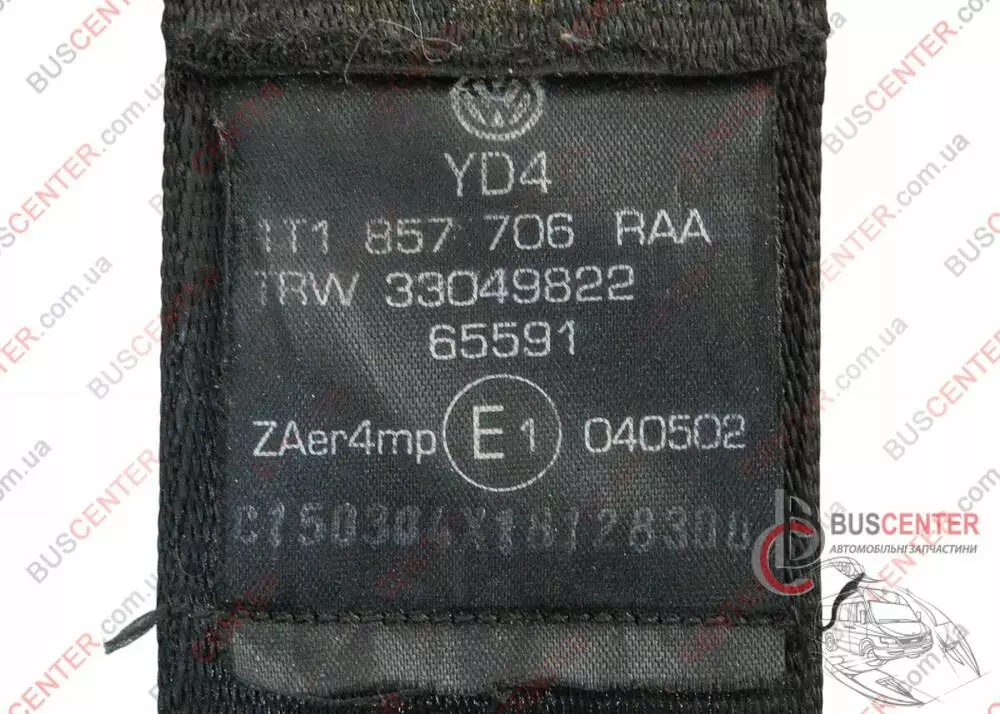 YD4
1T1 857 706 RAA
TRW 33049822
65591
ZAer4mp E1 040502
BUSCENTER
АВТОМОБІЛЬНІ ЗАПЧАСТИНИ
BUSCENTER.com.ua